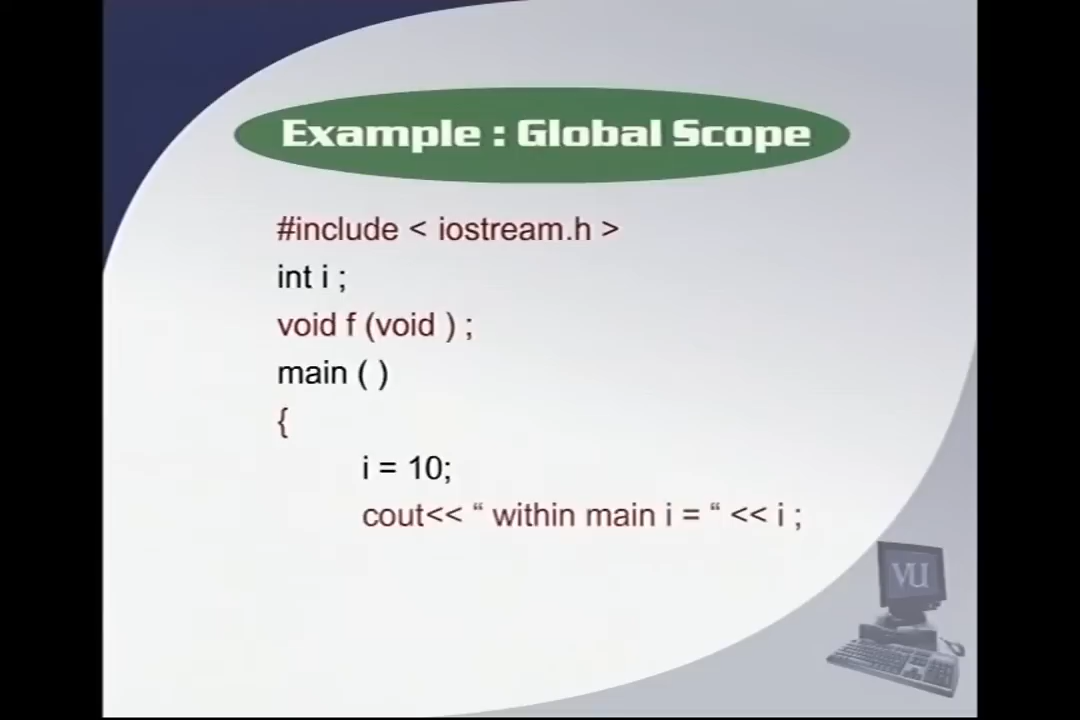 Example : Global Scope
#include < iostream.h >
int i ;
void f (void ) ;
main ( )
{
i = 10;
cout<< “ within main i = “ << i ;
VU